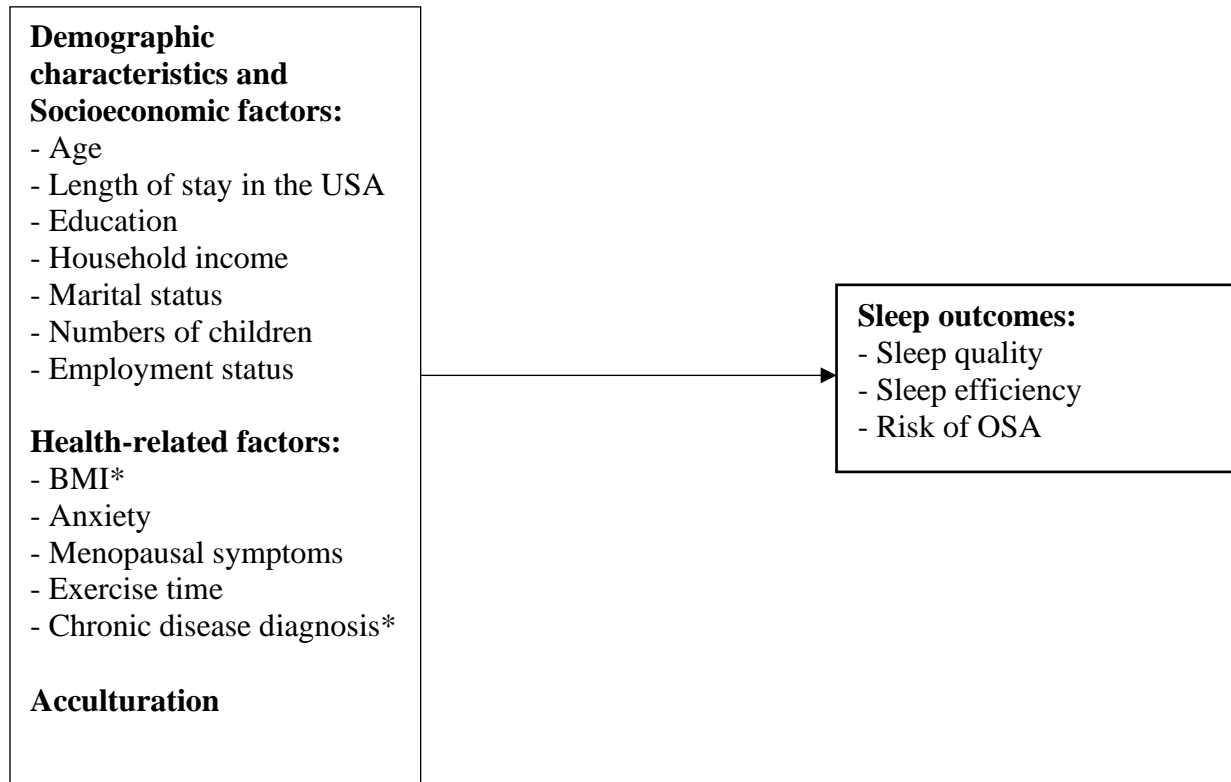 Demographic
characteristics and
Socioeconomic factors:
- Age
- Length of stay in the USA
- Education
- Household income
- Marital status
- Numbers of children
- Employment status
Health-related factors:
- BMI*
- Anxiety
- Menopausal symptoms
- Exercise time
- Chronic disease diagnosis*
Acculturation
Sleep outcomes:
- Sleep quality
- Sleep efficiency
- Risk of OSA